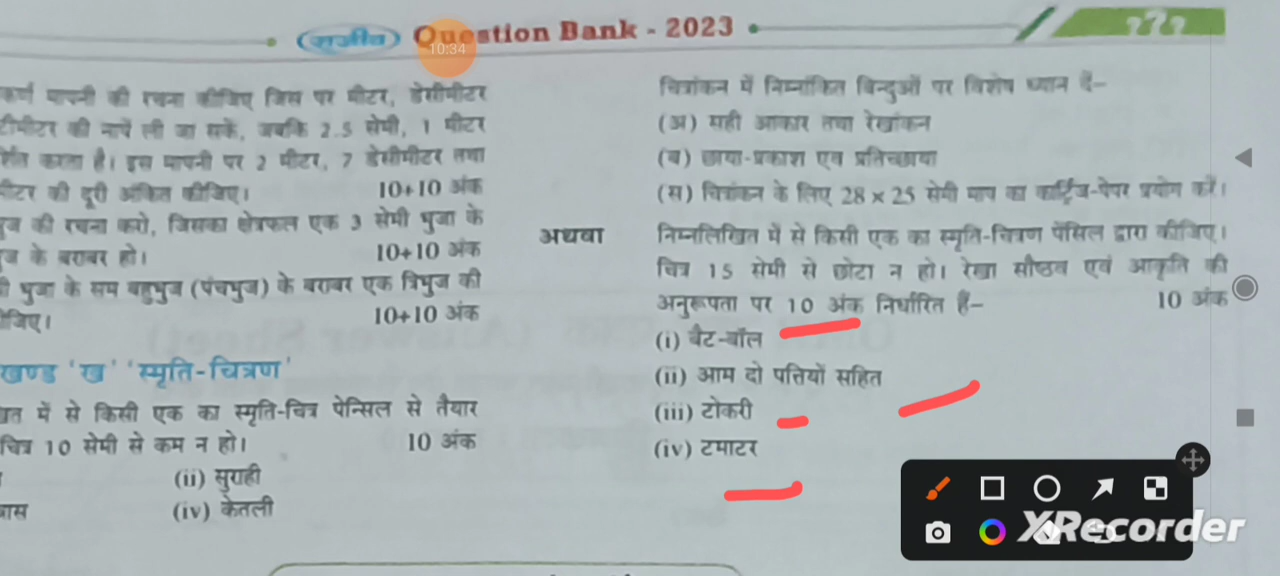 सजीव Question Bank - 2023
10:34
कर्ण मापनी की रचना कीजिए जिस पर मीटर, डेसीमीटर
टीमीटर की नापें ली जा सकें, जबकि 2.5 सेमी, 1 मीटर
र्शित करता है। इस मापनी पर 2 मीटर, 7 डेसीमीटर तथा
मीटर की दूरी अंकित कीजिए। 10+10 अंक
की रचना करो, जिसका क्षेत्रफल एक 3 सेमी भुजा के
के बराबर हो। 10+10 अंक
भुजा के सम बहुभुज (पंचभुज) के बराबर एक त्रिभुज की
10+10 अंक
खण्ड 'ख' 'स्मृति-चित्रण'
में से किसी एक का स्मृति-चित्र पेन्सिल से तैयार
चित्र 10 सेमी से कम न हो। 10 अंक
(ii) सुराही
(iv) केतली
चित्रांकन में निम्नांकित बिन्दुओं पर विशेष ध्यान दें–
(अ) सही आकार तथा रेखांकन
(ब) छाया-प्रकाश एवं प्रतिच्छाया
(स) चित्रांकन के लिए 28 × 25 सेमी माप का कार्ट्रिज-पेपर प्रयोग करें।
अथवा निम्नलिखित में से किसी एक का स्मृति-चित्रण पेंसिल द्वारा कीजिए।
चित्र 15 सेमी से छोटा न हो। रेखा सौष्ठव एवं आकृति की
अनुरूपता पर 10 अंक निर्धारित हैं– 10 अंक
(i) बैट-बॉल
(ii) आम दो पत्तियों सहित
(iii) टोकरी
(iv) टमाटर
XRecorder